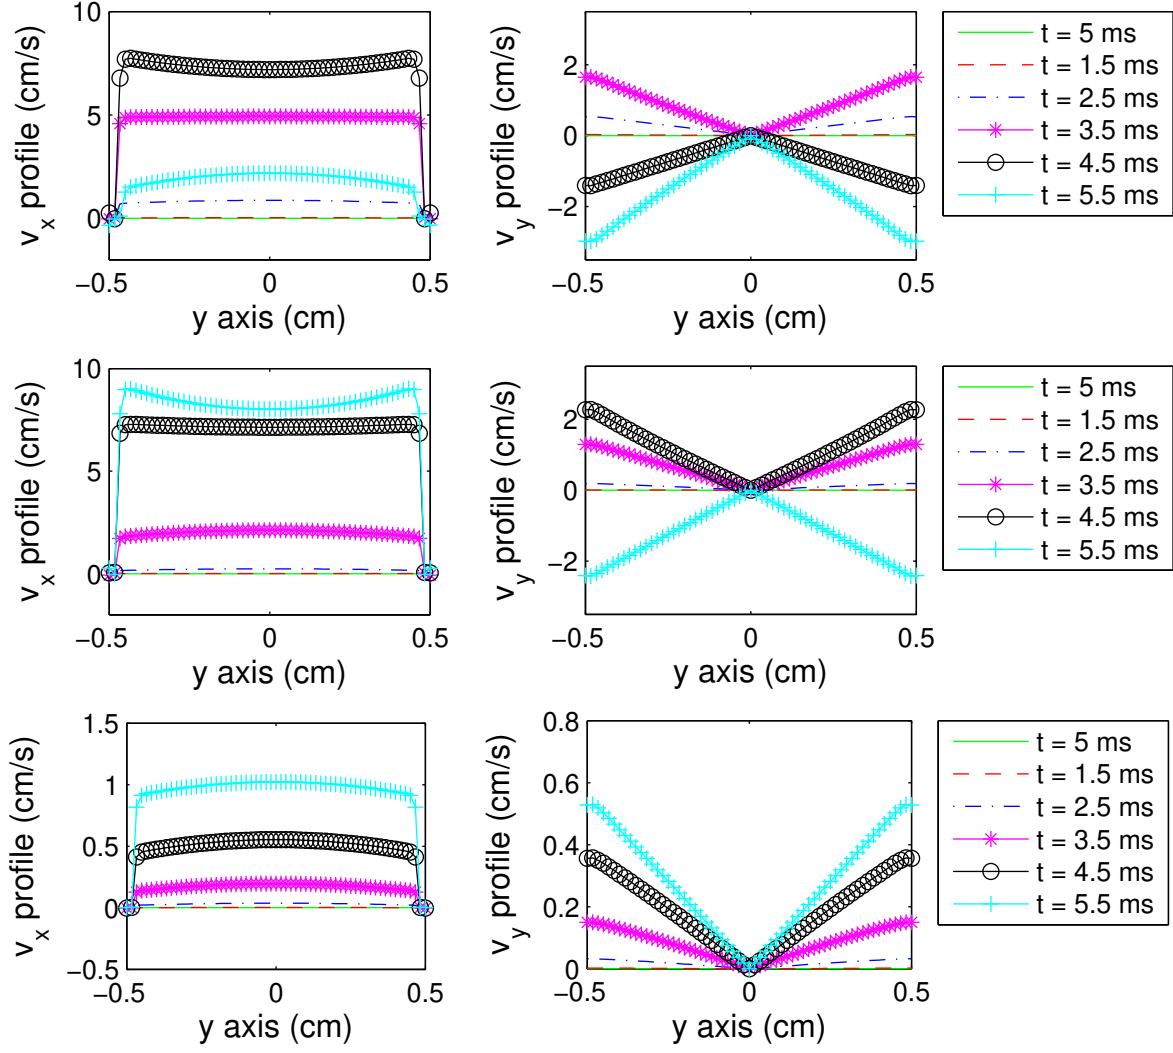 10
5
0
−0.5
0
0.5
y axis (cm)
v_x profile (cm/s)
2
0
−2
−0.5
0
0.5
y axis (cm)
v_y profile (cm/s)
t = 5 ms
t = 1.5 ms
t = 2.5 ms
t = 3.5 ms
t = 4.5 ms
t = 5.5 ms
10
5
0
−0.5
0
0.5
y axis (cm)
v_x profile (cm/s)
2
0
−2
−0.5
0
0.5
y axis (cm)
v_y profile (cm/s)
t = 5 ms
t = 1.5 ms
t = 2.5 ms
t = 3.5 ms
t = 4.5 ms
t = 5.5 ms
1.5
1
0.5
0
−0.5
−0.5
0
0.5
y axis (cm)
v_x profile (cm/s)
0.8
0.6
0.4
0.2
0
−0.5
0
0.5
y axis (cm)
v_y profile (cm/s)
t = 5 ms
t = 1.5 ms
t = 2.5 ms
t = 3.5 ms
t = 4.5 ms
t = 5.5 ms